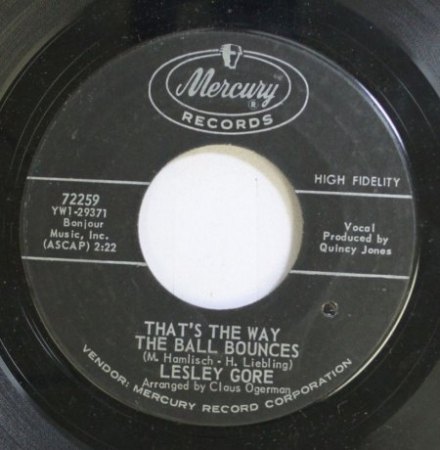 Mercury ®
RECORDS
HIGH FIDELITY
72259
YW1-29371
Bonjour
Music, Inc.
(ASCAP) 2:22
Vocal
Produced by
Quincy Jones
THAT'S THE WAY
THE BALL BOUNCES
(M. Hamlisch - H. Liebling)
LESLEY GORE
Arranged by Claus Ogerman
VENDOR: MERCURY RECORD CORPORATION